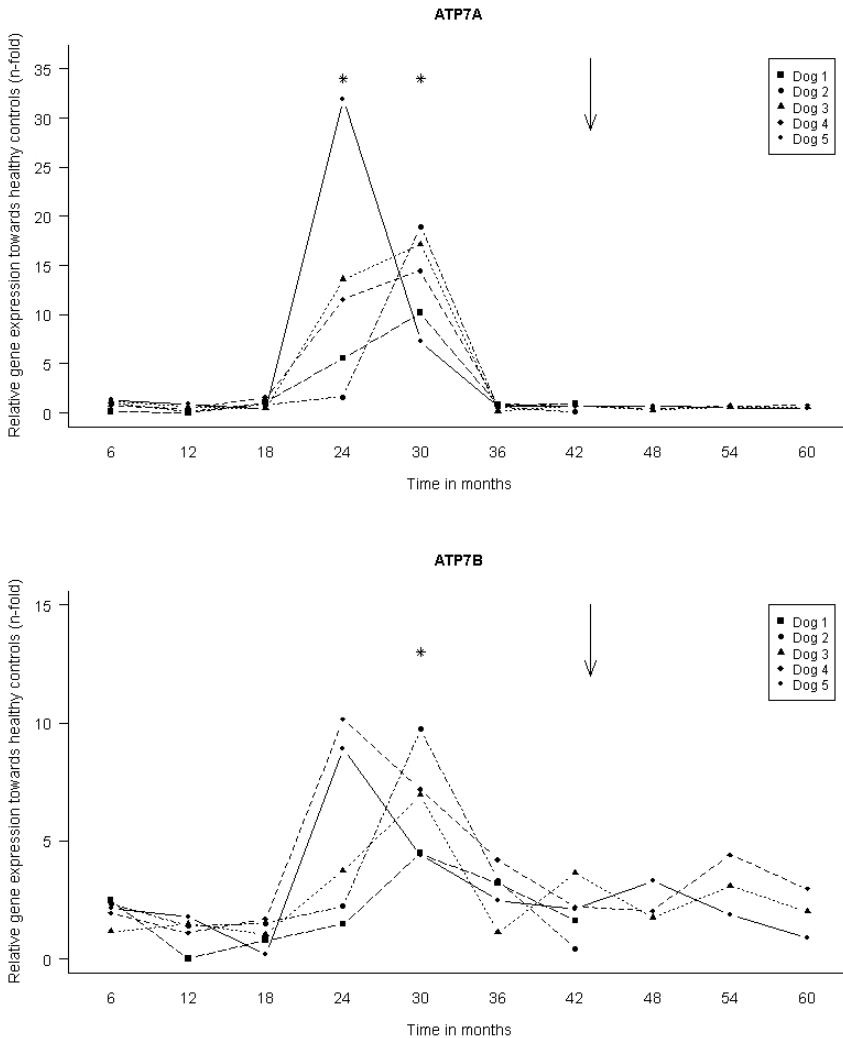 ATP7A
Relative gene expression towards healthy controls (n-fold)
35
30
25
20
15
10
5
0
* *
Dog 1
Dog 2
Dog 3
Dog 4
Dog 5
6 12 18 24 30 36 42 48 54 60
Time in months
ATP7B
Relative gene expression towards healthy controls (n-fold)
15
10
5
0
*
Dog 1
Dog 2
Dog 3
Dog 4
Dog 5
6 12 18 24 30 36 42 48 54 60
Time in months